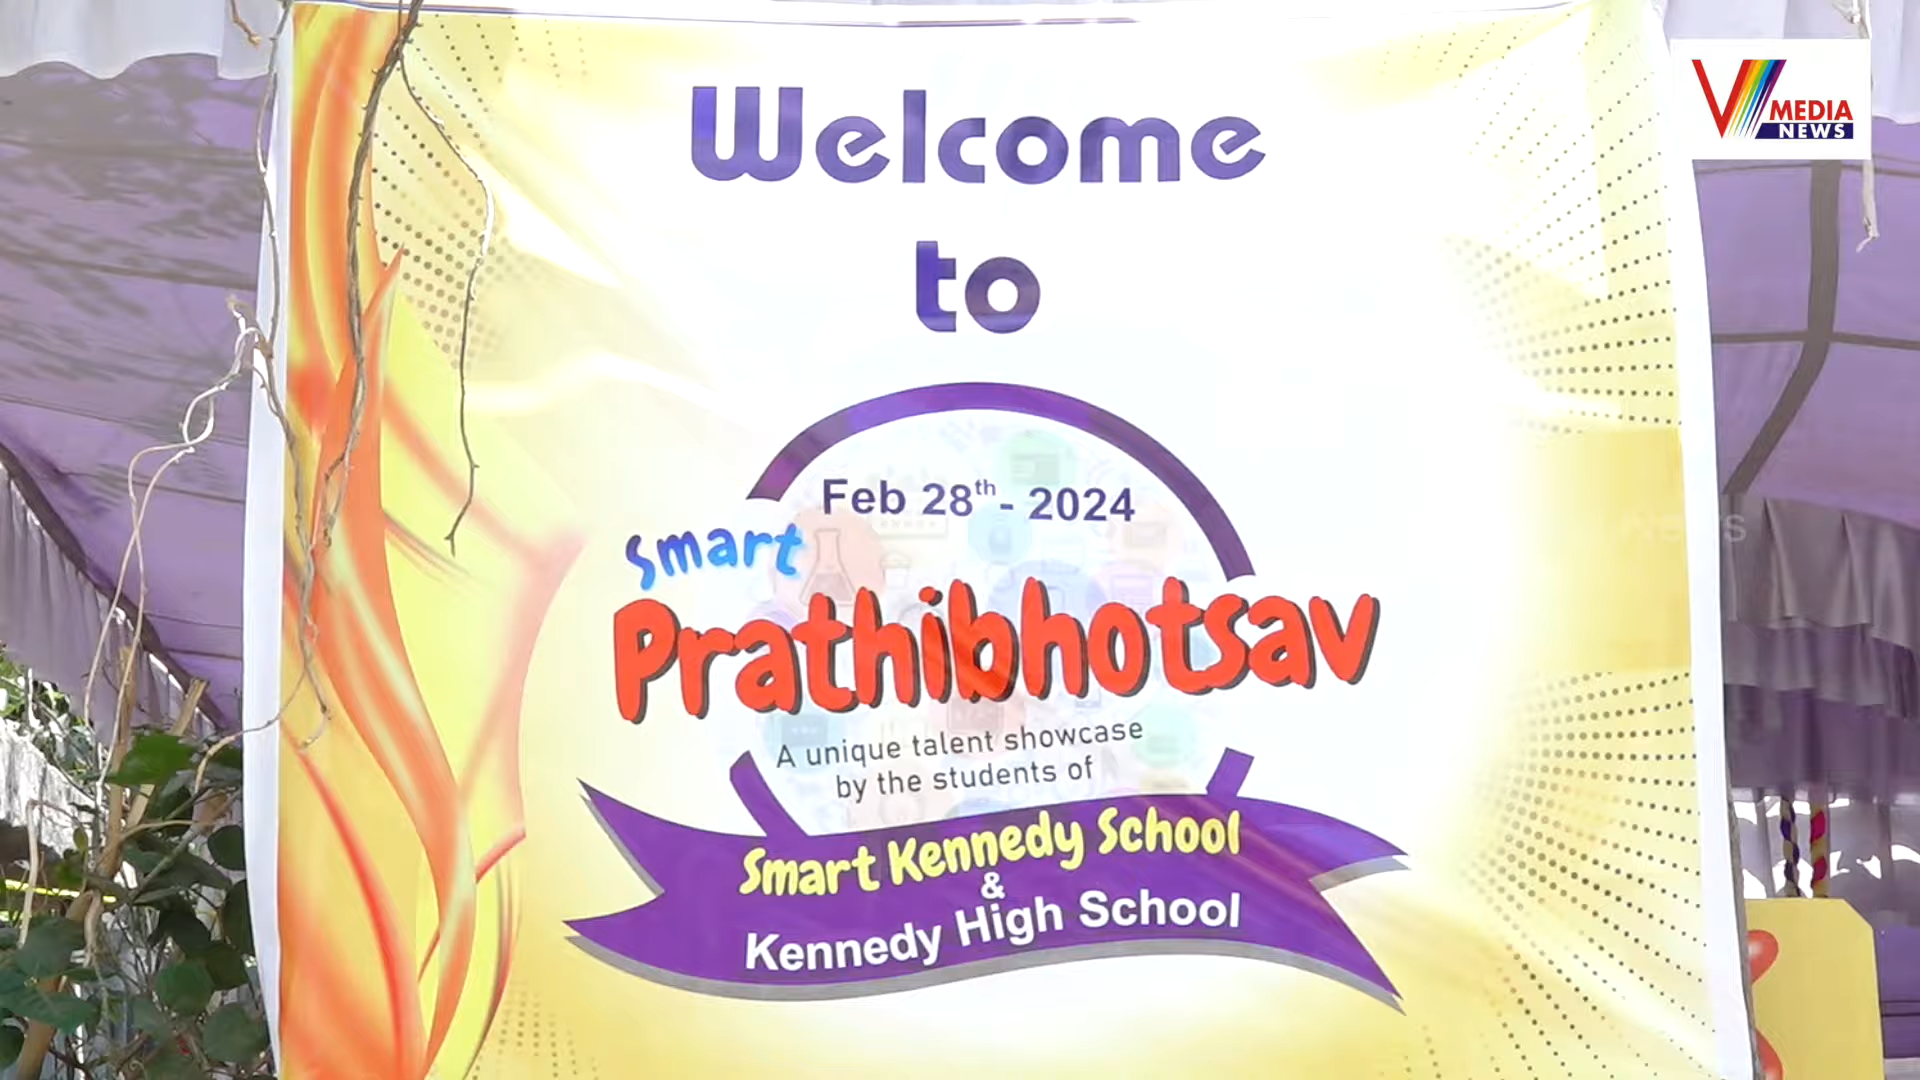 Welcome
to
Feb 28th - 2024
Smart
Prathibhotsav
A unique talent showcase
by the students of
Smart Kennedy School
&
Kennedy High School
V MEDIA
NEWS
News